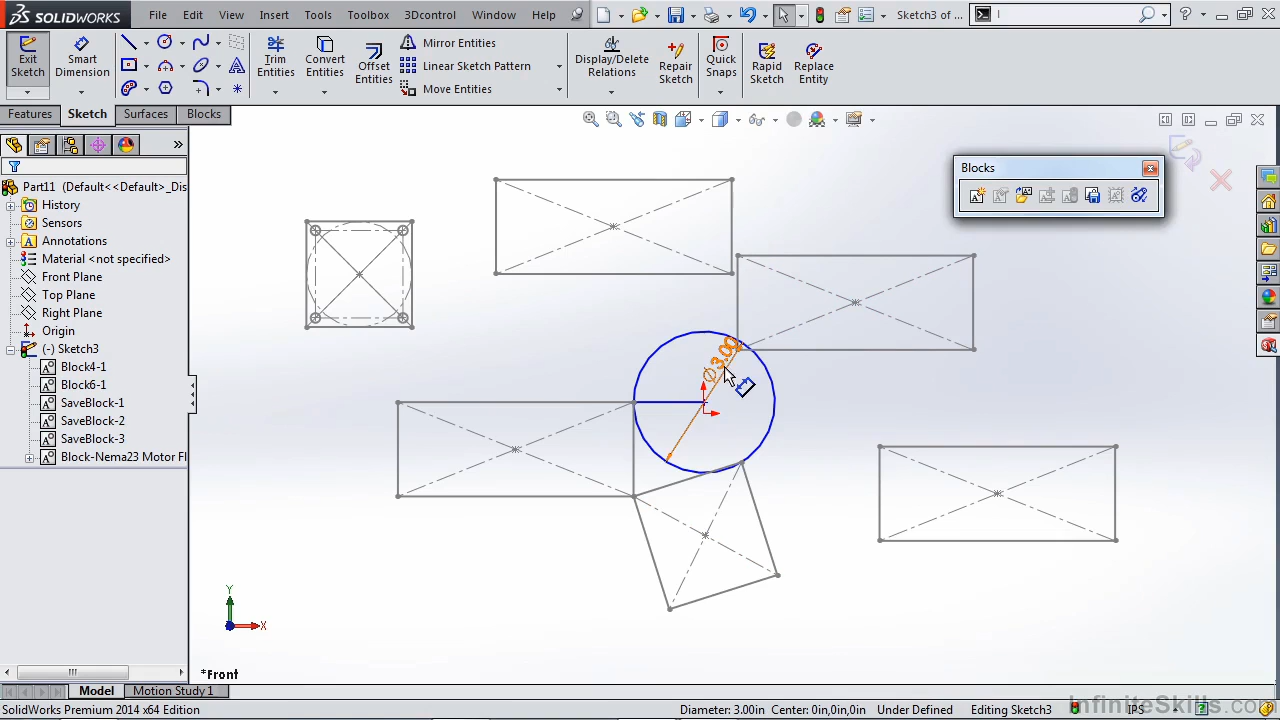 SOLIDWORKS File Edit View Insert Tools Toolbox 3Dcontrol Window Help Sketch3 of ...
Exit Sketch
Smart Dimension
Trim Entities
Convert Entities
Offset Entities
Mirror Entities
Linear Sketch Pattern
Move Entities
Display/Delete Relations
Repair Sketch
Quick Snaps
Rapid Sketch
Replace Entity
Features Sketch Surfaces Blocks
Part11 (Default<<Default>_Dis
History
Sensors
Annotations
Material <not specified>
Front Plane
Top Plane
Right Plane
Origin
(-) Sketch3
Block4-1
Block6-1
SaveBlock-1
SaveBlock-2
SaveBlock-3
Block-Nema23 Motor Fl
Blocks
Ø3.00
Y
X
*Front
Model Motion Study 1
InfiniteSkills.com
SolidWorks Premium 2014 x64 Edition Diameter: 3.00in Center: 0in,0in,0in Under Defined Editing Sketch3 IPS